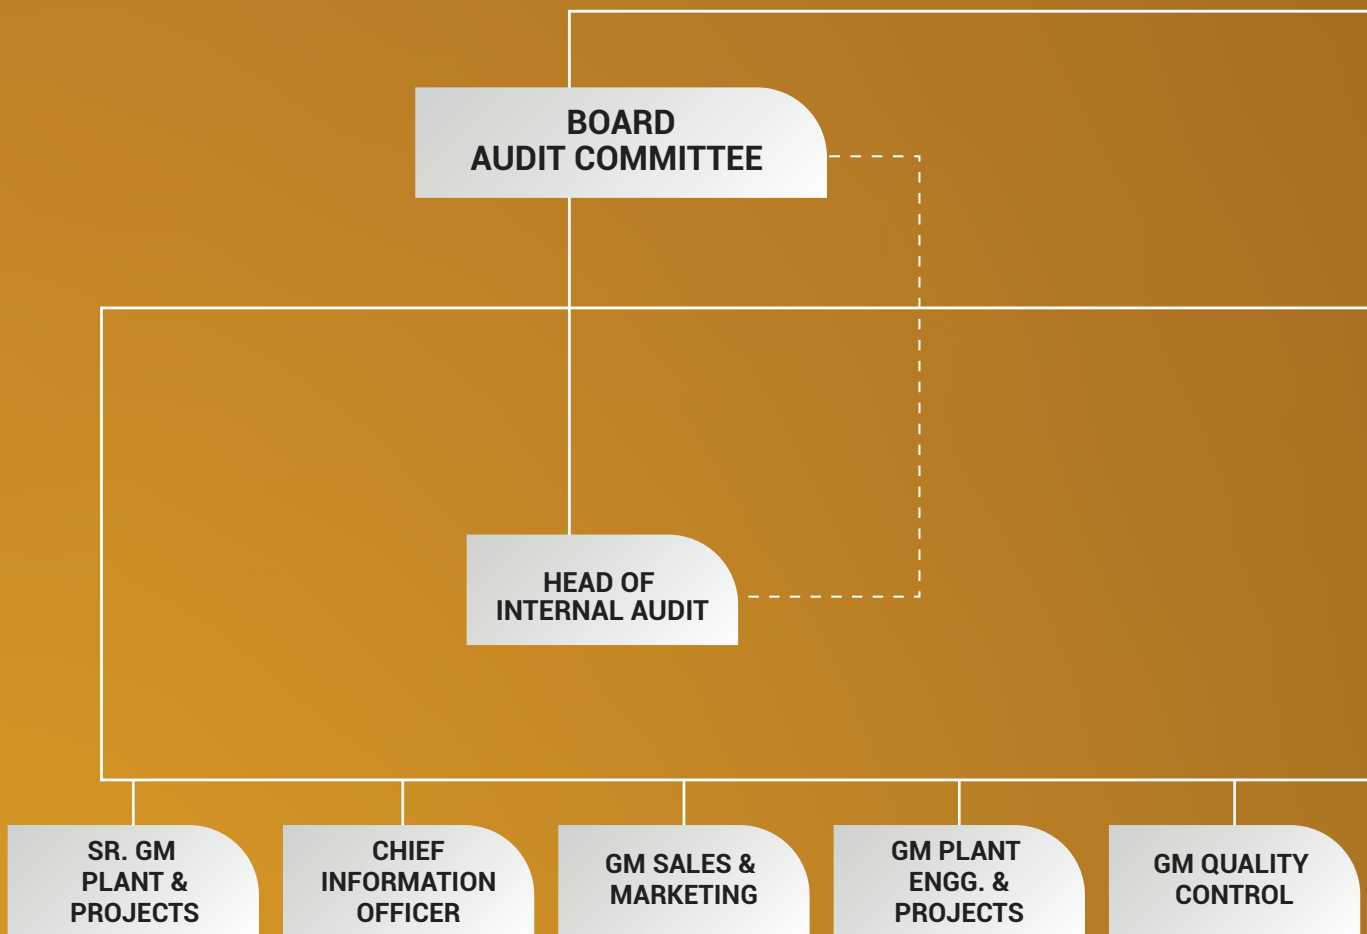 BOARD
AUDIT COMMITTEE
HEAD OF
INTERNAL AUDIT
SR. GM
PLANT &
PROJECTS
CHIEF
INFORMATION
OFFICER
GM SALES &
MARKETING
GM PLANT
ENGG. &
PROJECTS
GM QUALITY
CONTROL